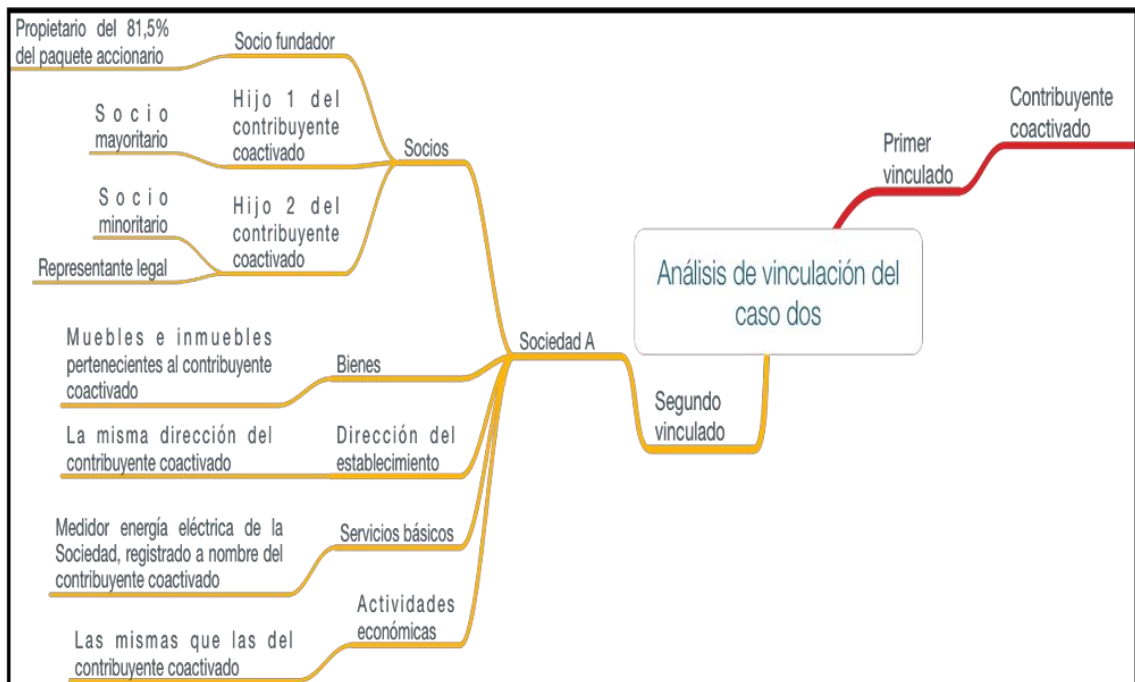 Propietario del 81,5%
del paquete accionario
Socio fundador
Socio
mayoritario
Hijo 1 del
contribuyente
coactivado
Socio
minoritario
Representante legal
Hijo 2 del
contribuyente
coactivado
Socios
Muebles e inmuebles
pertenecientes al contribuyente
coactivado
Bienes
La misma dirección del
contribuyente coactivado
Dirección del
establecimiento
Medidor energía eléctrica de la
Sociedad, registrado a nombre del
contribuyente coactivado
Servicios básicos
Las mismas que las del
contribuyente coactivado
Actividades
económicas
Sociedad A
Segundo
vinculado
Análisis de vinculación del
caso dos
Primer
vinculado
Contribuyente
coactivado